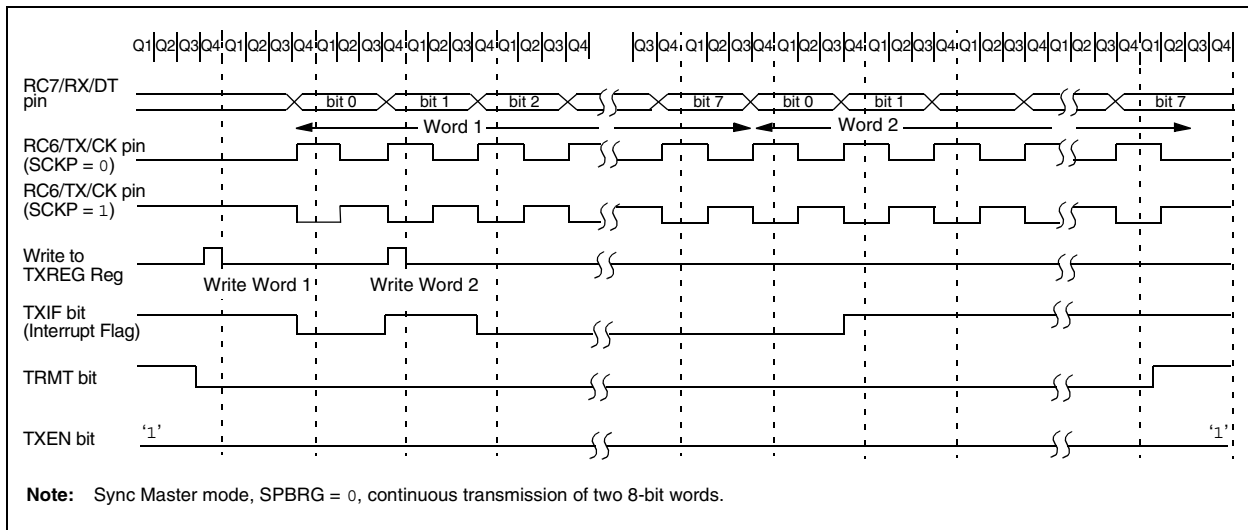 Q1 Q2 Q3 Q4 Q1 Q2 Q3 Q4 Q1 Q2 Q3 Q4 Q1 Q2 Q3 Q4 Q1 Q2 Q3 Q4 Q3 Q4 Q1 Q2 Q3 Q4 Q1 Q2 Q3 Q4 Q1 Q2 Q3 Q4 Q1 Q2 Q3 Q4 Q1 Q2 Q3 Q4 Q1 Q2 Q3 Q4
RC7/RX/DT
pin
bit 0 bit 1 bit 2 bit 7 bit 0 bit 1 bit 7
Word 1 Word 2
RC6/TX/CK pin
(SCKP = 0)
RC6/TX/CK pin
(SCKP = 1)
Write to
TXREG Reg
Write Word 1 Write Word 2
TXIF bit
(Interrupt Flag)
TRMT bit
TXEN bit
‘1’ ‘1’
Note: Sync Master mode, SPBRG = 0, continuous transmission of two 8-bit words.